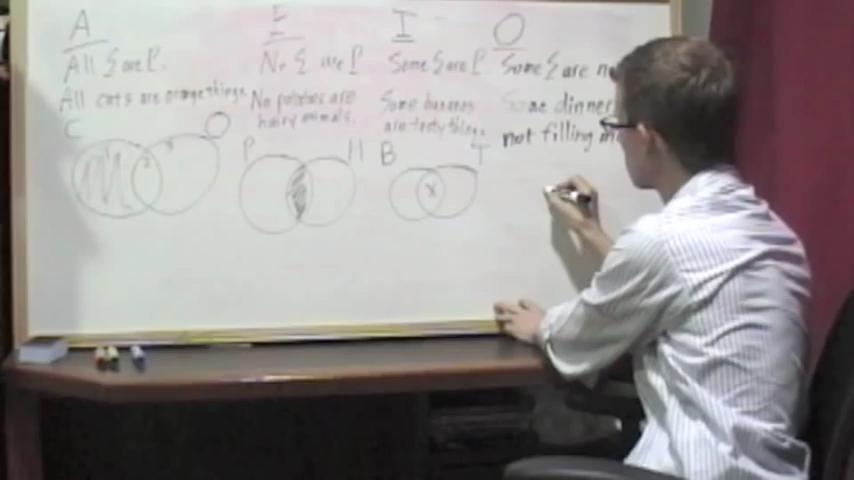 A E I O
All S are P. No S are P Some S are P. Some S are no
All cats are orange things. No potatoes are Some bananas Some dinner
hairy animals. are tasty things. not filling m
C O P H B T
x